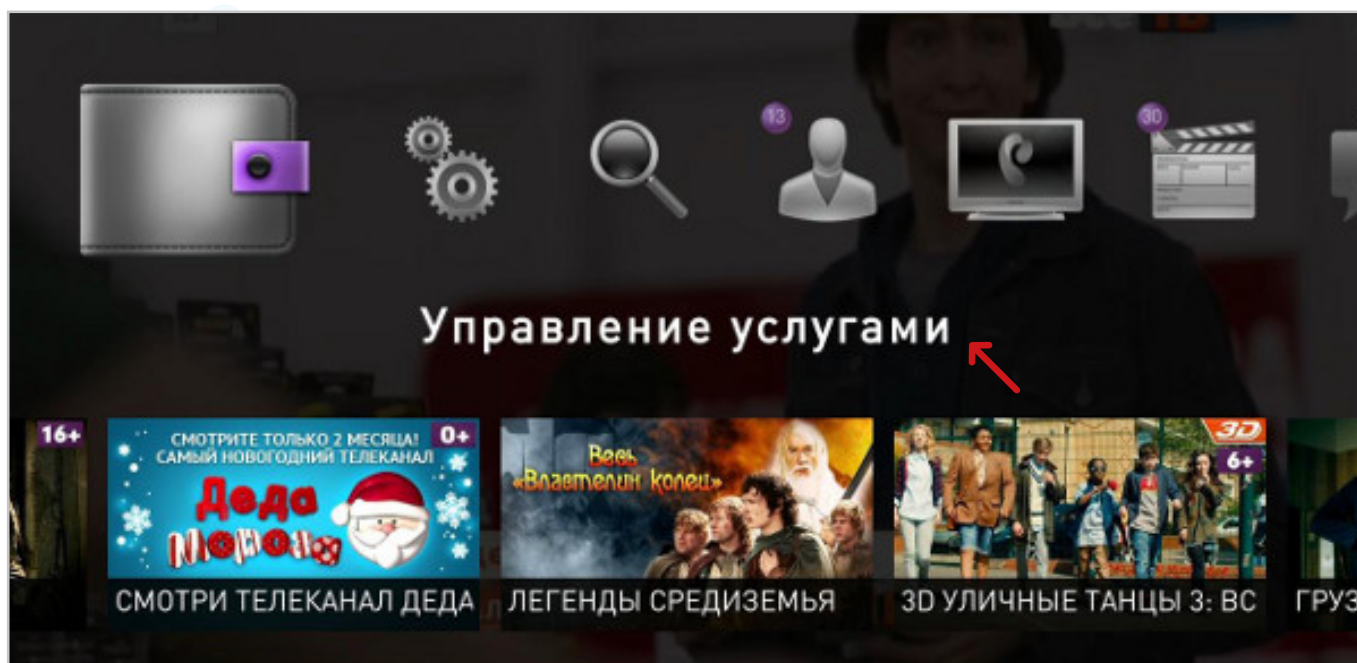 13
30
Управление услугами
16+
СМОТРИТЕ ТОЛЬКО 2 МЕСЯЦА!
САМЫЙ НОВОГОДНИЙ ТЕЛЕКАНАЛ
0+
Деда
Мороза
СМОТРИ ТЕЛЕКАНАЛ ДЕДА
Весь
«Властелин колец»
ЛЕГЕНДЫ СРЕДИЗЕМЬЯ
3D
6+
3D УЛИЧНЫЕ ТАНЦЫ 3: ВС
ГРУЗ